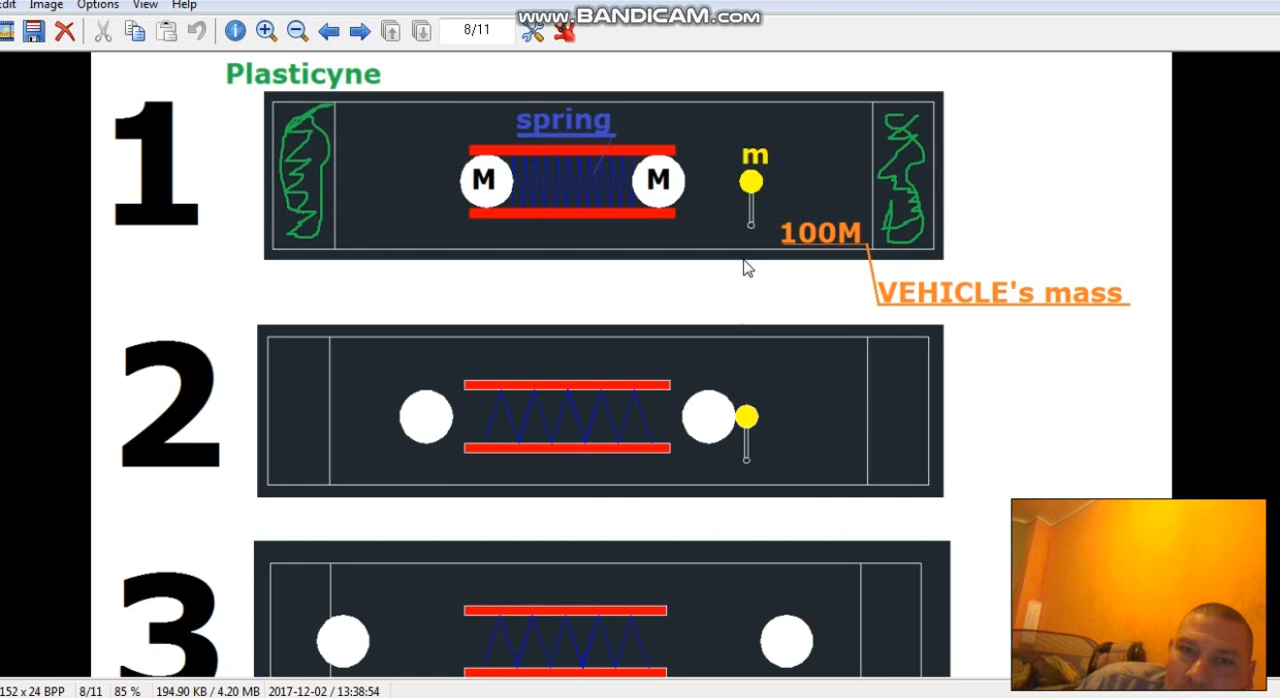 dit Image Options View Help
www.BANDICAM.com
8/11
Plasticyne
1
spring
M M
m
100M
VEHICLE's mass
2
3
152 x 24 BPP 8/11 85 % 194.90 KB / 4.20 MB 2017-12-02 / 13:38:54